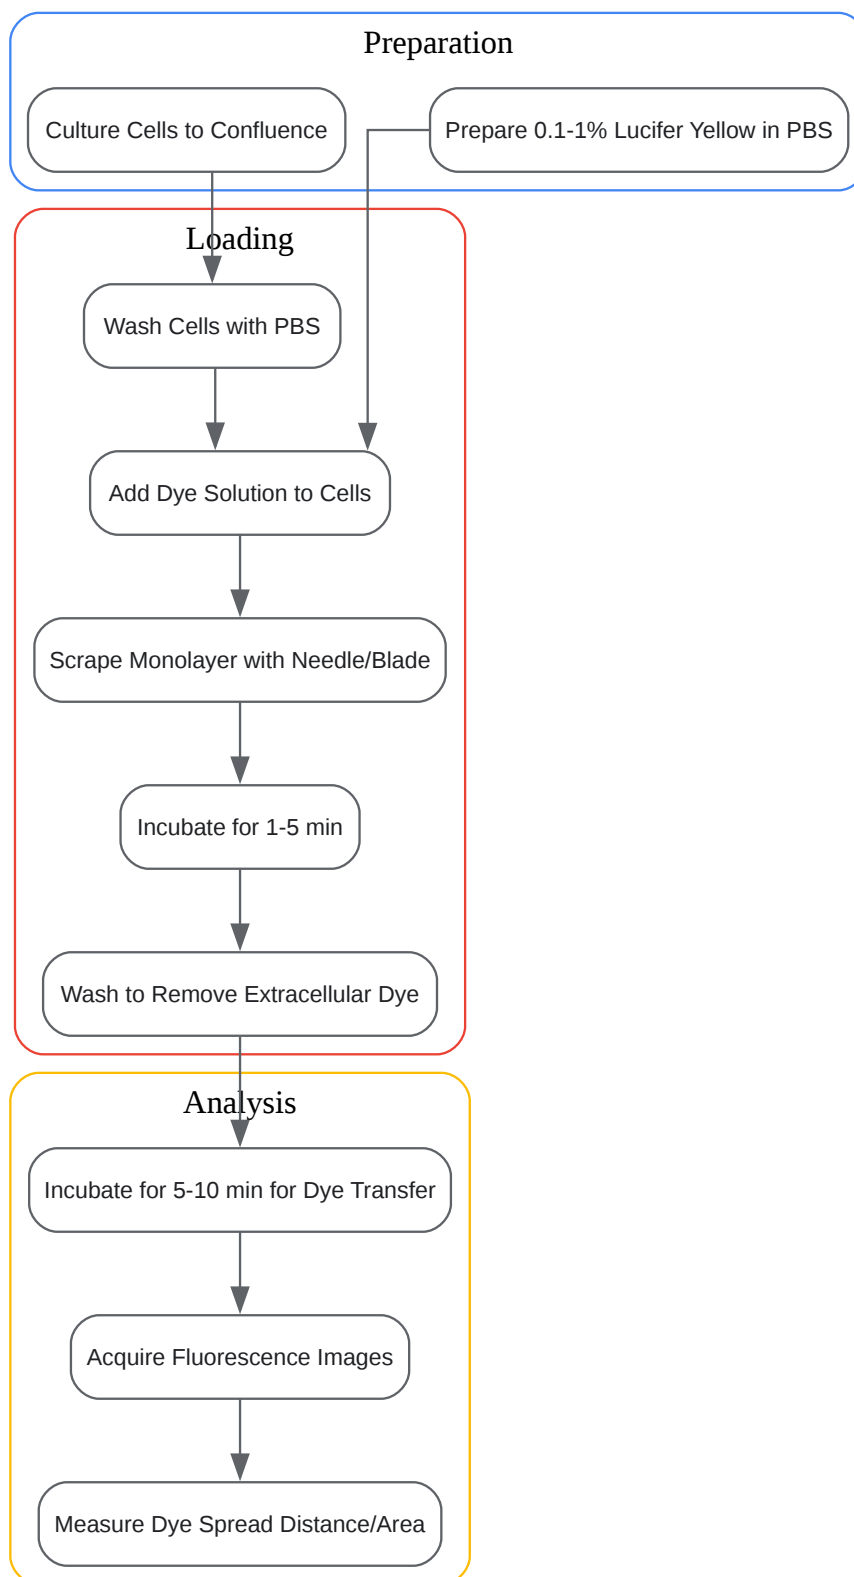 Preparation
Culture Cells to Confluence
Prepare 0.1-1% Lucifer Yellow in PBS
Loading
Wash Cells with PBS
Add Dye Solution to Cells
Scrape Monolayer with Needle/Blade
Incubate for 1-5 min
Wash to Remove Extracellular Dye
Analysis
Incubate for 5-10 min for Dye Transfer
Acquire Fluorescence Images
Measure Dye Spread Distance/Area